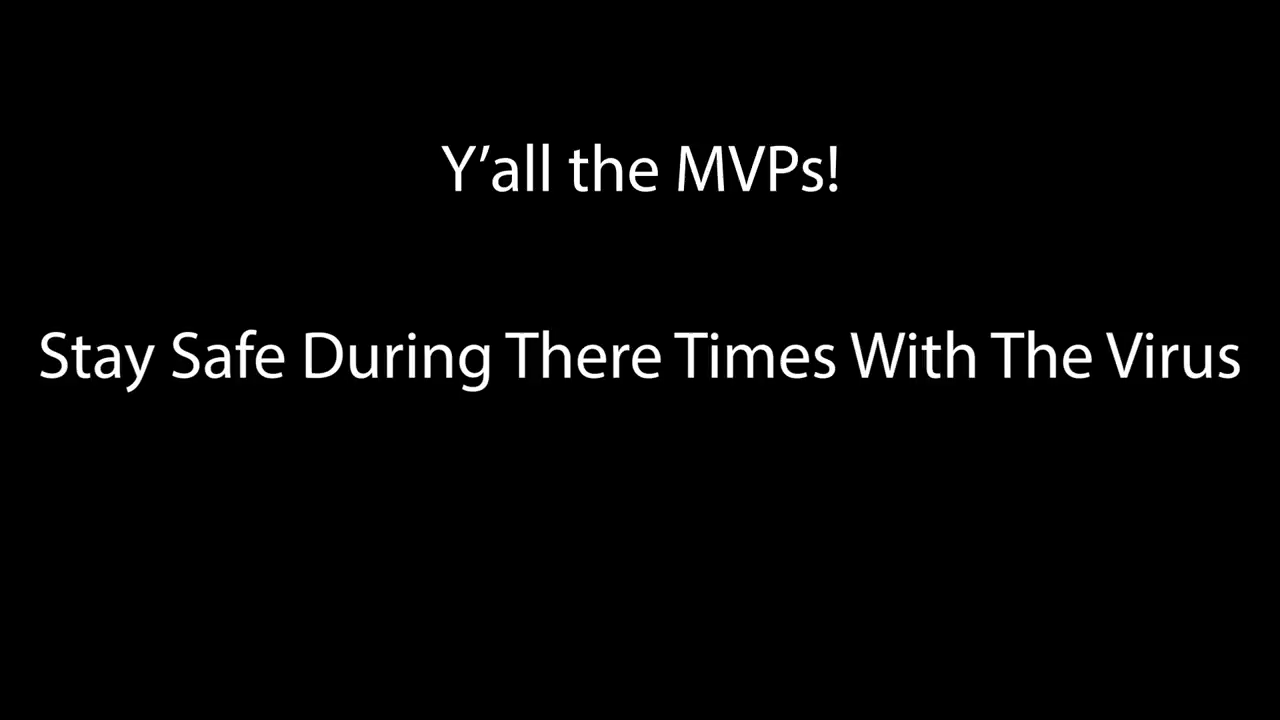 Y’all the MVPs!
Stay Safe During There Times With The Virus